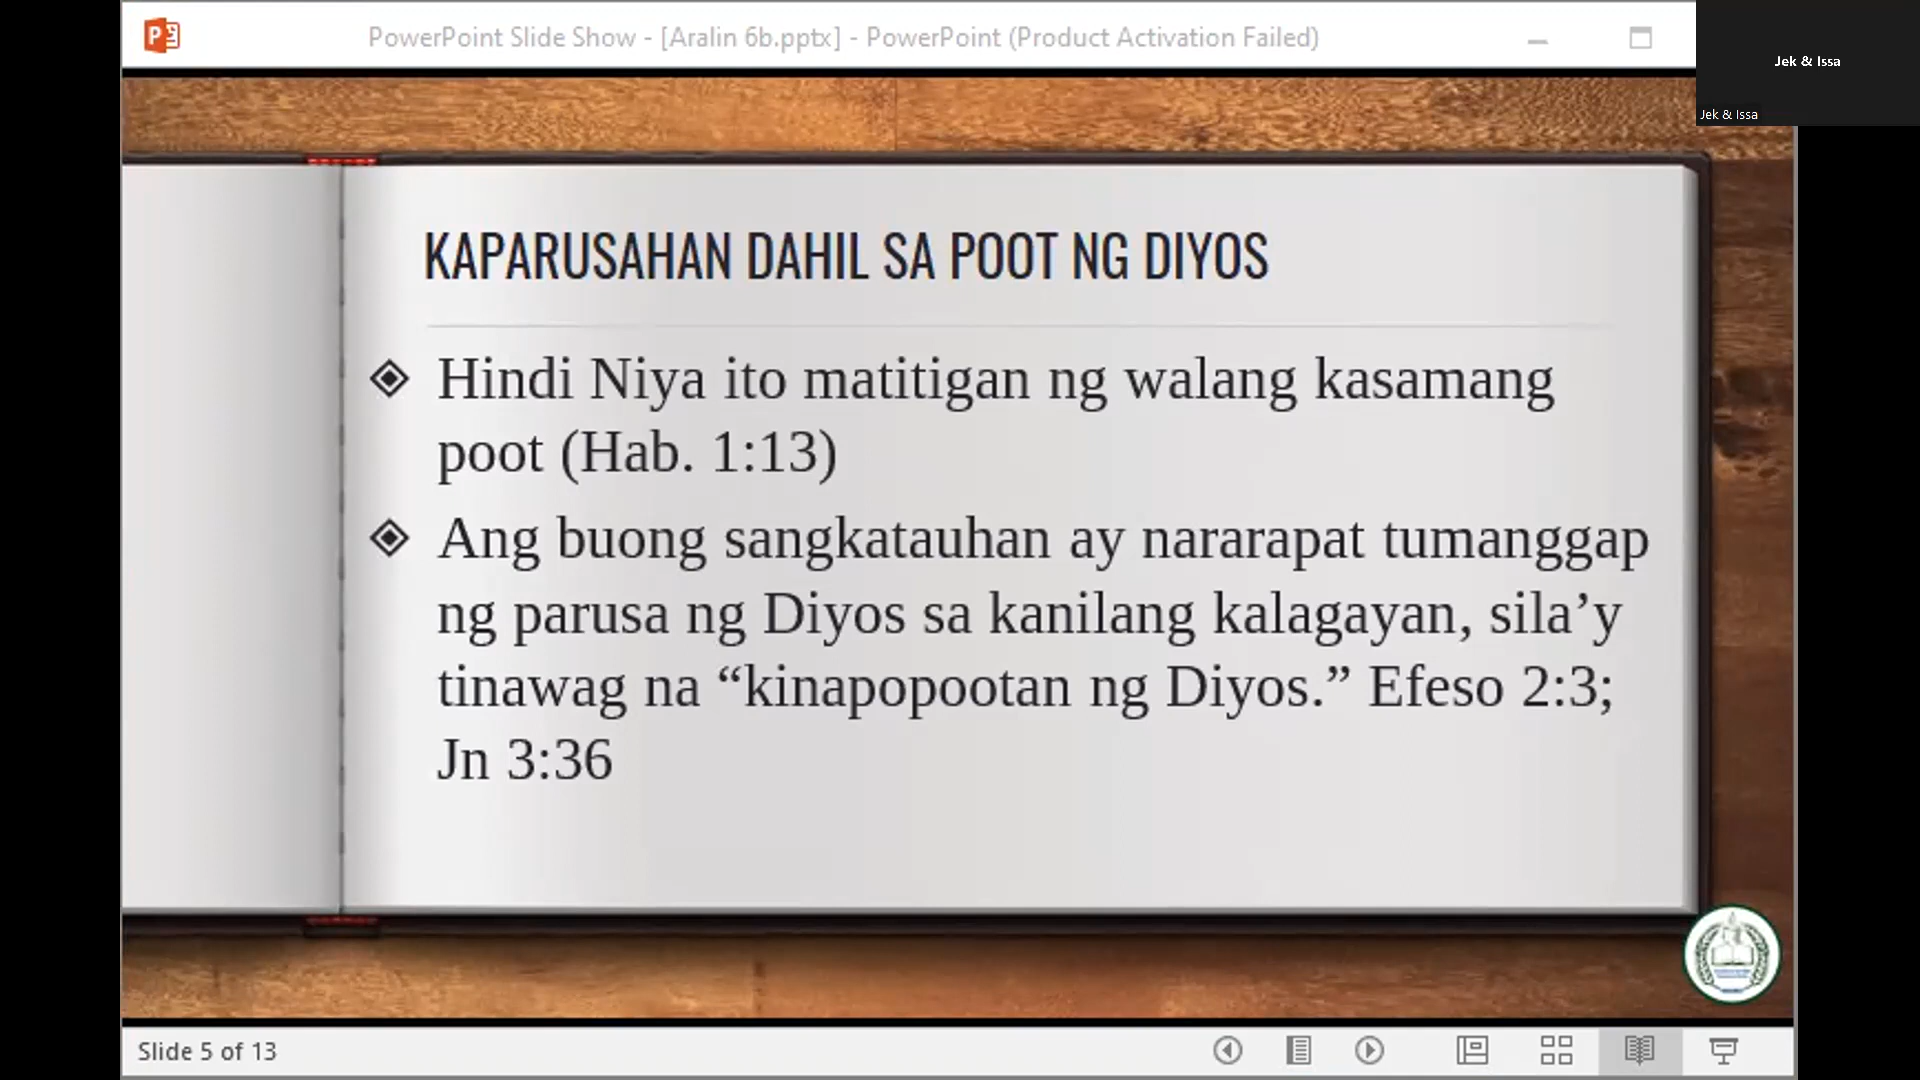 PowerPoint Slide Show - [Aralin 6b.pptx] - PowerPoint (Product Activation Failed)
Jek & Issa
Jek & Issa
KAPARUSAHAN DAHIL SA POOT NG DIYOS
Hindi Niya ito matitigan ng walang kasamang
poot (Hab. 1:13)
Ang buong sangkatauhan ay nararapat tumanggap
ng parusa ng Diyos sa kanilang kalagayan, sila’y
tinawag na “kinapopootan ng Diyos.” Efeso 2:3;
Jn 3:36
Slide 5 of 13